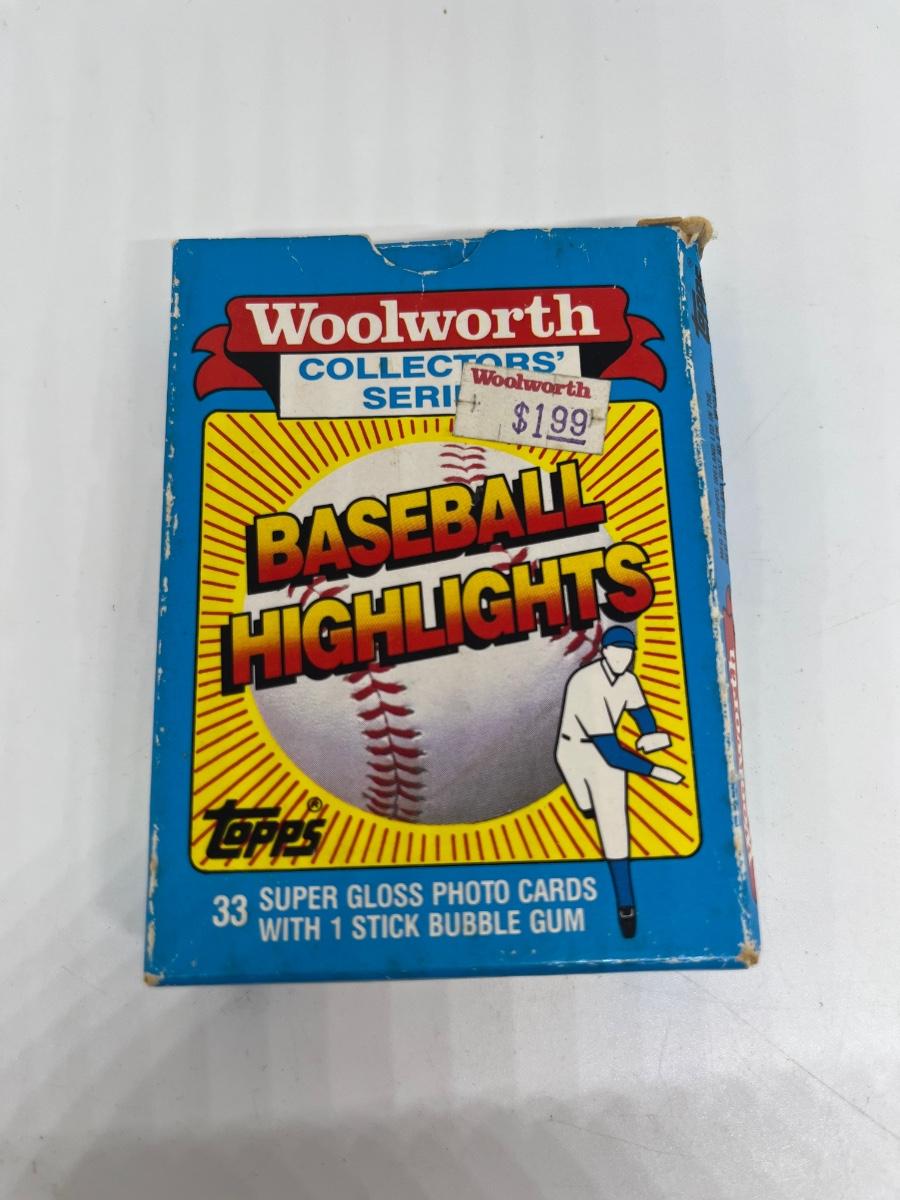 Woolworth
COLLECTORS'
SERI
Woolworth
$1.99
BASEBALL
HIGHLIGHTS
topps®
33 SUPER GLOSS PHOTO CARDS
WITH 1 STICK BUBBLE GUM